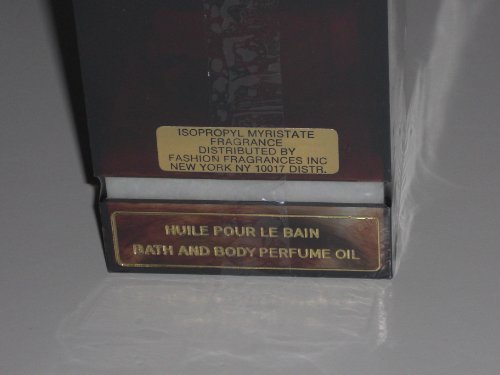 ISOPROPYL MYRISTATE
FRAGRANCE
DISTRIBUTED BY
FASHION FRAGRANCES INC
NEW YORK NY 10017 DISTR.
HUILE POUR LE BAIN
BATH AND BODY PERFUME OIL